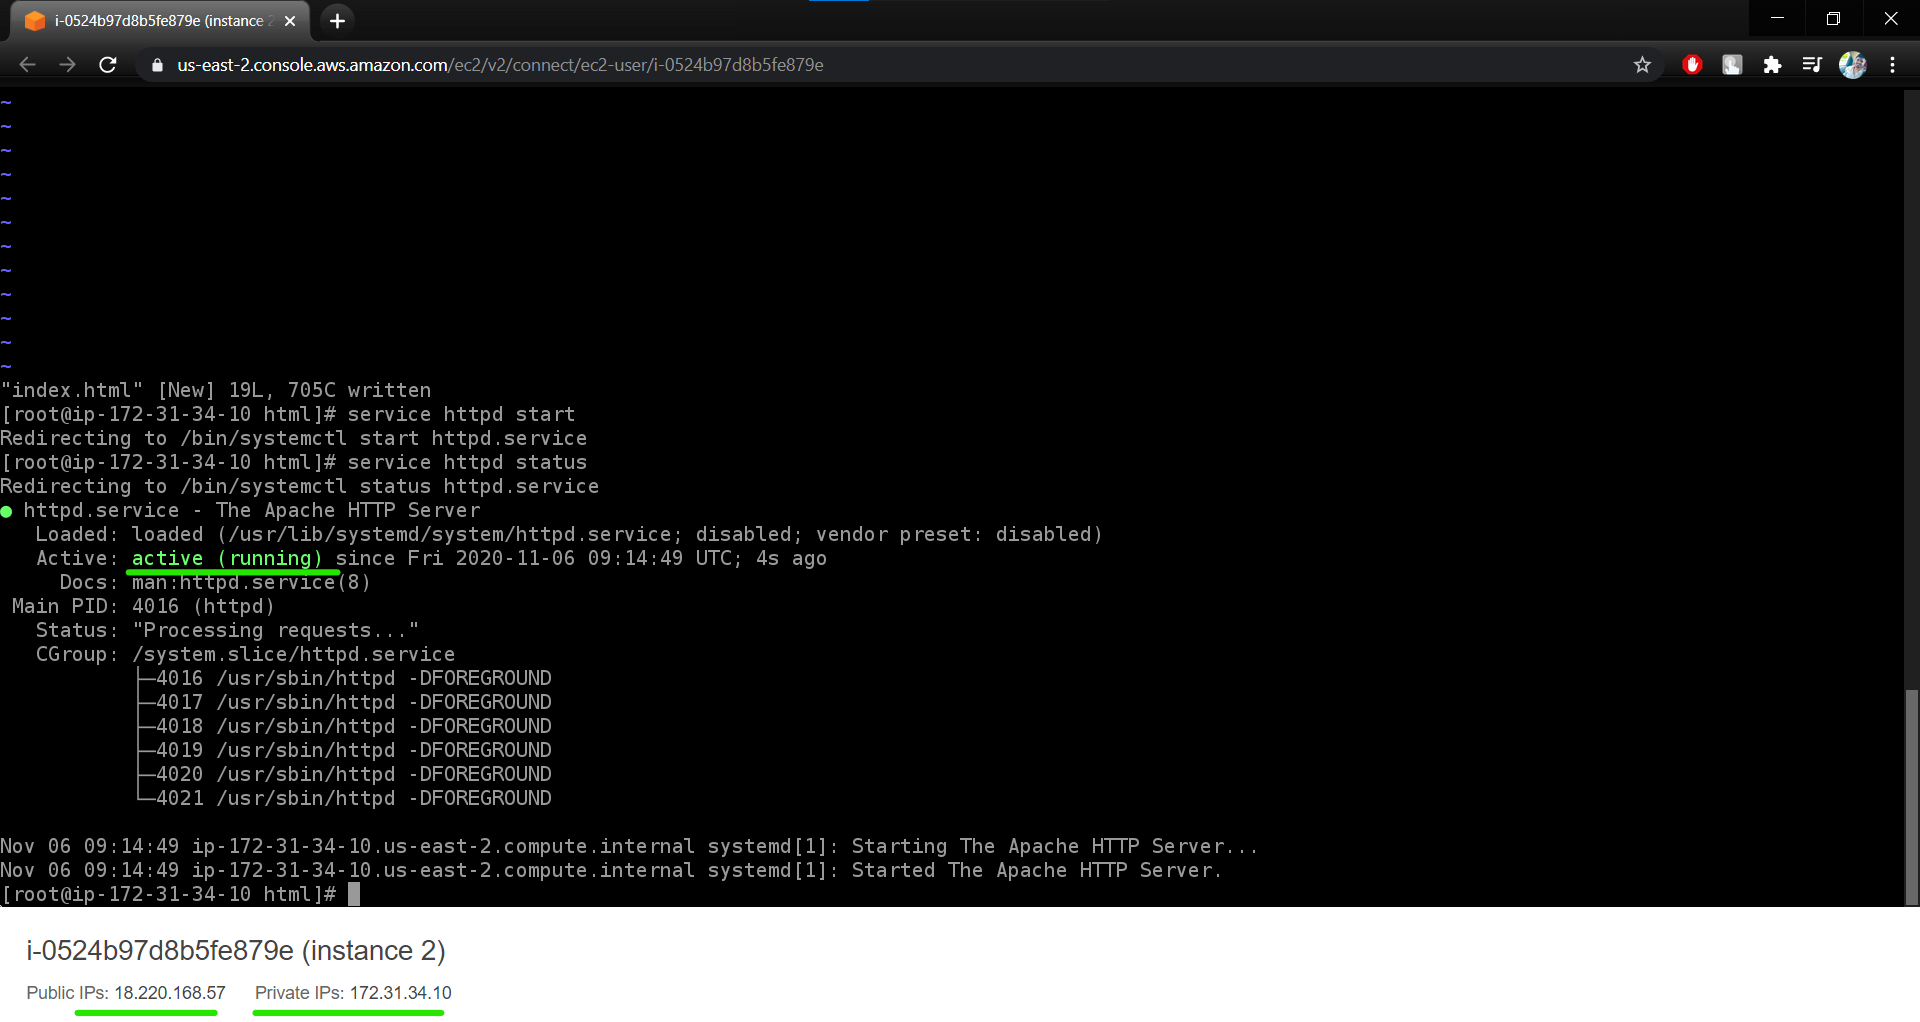 i-0524b97d8b5fe879e (instance 2
us-east-2.console.aws.amazon.com/ec2/v2/connect/ec2-user/i-0524b97d8b5fe879e
~
~
~
~
~
~
~
~
~
~
~
~
"index.html" [New] 19L, 705C written
[root@ip-172-31-34-10 html]# service httpd start
Redirecting to /bin/systemctl start httpd.service
[root@ip-172-31-34-10 html]# service httpd status
Redirecting to /bin/systemctl status httpd.service
● httpd.service - The Apache HTTP Server
Loaded: loaded (/usr/lib/systemd/system/httpd.service; disabled; vendor preset: disabled)
Active: active (running) since Fri 2020-11-06 09:14:49 UTC; 4s ago
Docs: man:httpd.service(8)
Main PID: 4016 (httpd)
Status: "Processing requests..."
CGroup: /system.slice/httpd.service
├─4016 /usr/sbin/httpd -DFOREGROUND
├─4017 /usr/sbin/httpd -DFOREGROUND
├─4018 /usr/sbin/httpd -DFOREGROUND
├─4019 /usr/sbin/httpd -DFOREGROUND
├─4020 /usr/sbin/httpd -DFOREGROUND
└─4021 /usr/sbin/httpd -DFOREGROUND
Nov 06 09:14:49 ip-172-31-34-10.us-east-2.compute.internal systemd[1]: Starting The Apache HTTP Server...
Nov 06 09:14:49 ip-172-31-34-10.us-east-2.compute.internal systemd[1]: Started The Apache HTTP Server.
[root@ip-172-31-34-10 html]#
i-0524b97d8b5fe879e (instance 2)
Public IPs: 18.220.168.57 Private IPs: 172.31.34.10